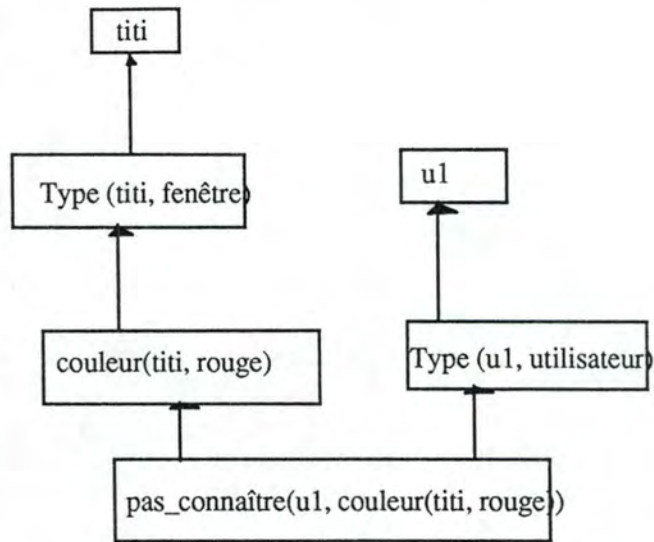 titi
Type (titi, fenêtre)
u1
couleur(titi, rouge)
Type (u1, utilisateur)
pas_connaître(u1, couleur(titi, rouge))